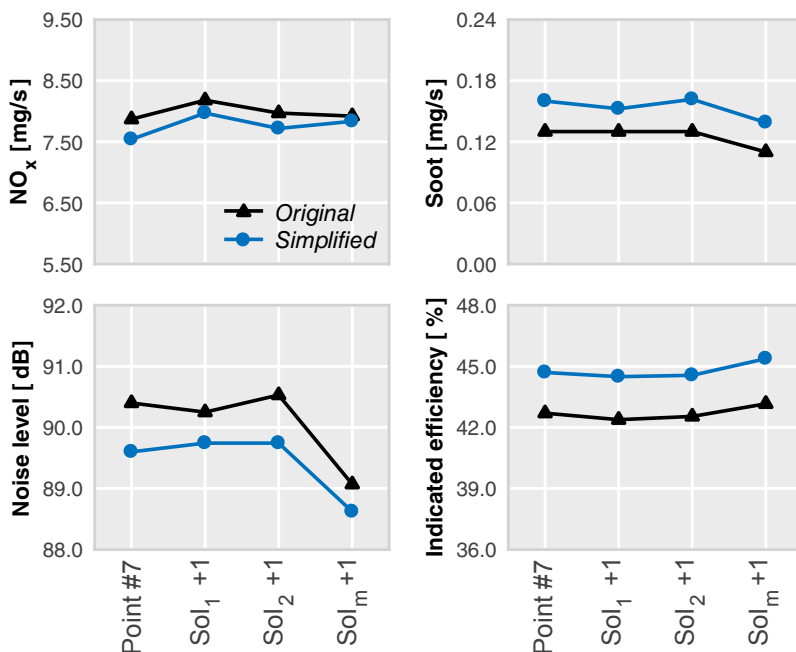 9.50
8.50
7.50
6.50
5.50
NOx [mg/s]
Original
Simplified
0.24
0.18
0.12
0.06
0.00
Soot [mg/s]
92.0
91.0
90.0
89.0
88.0
Noise level [ dB]
Point #7
Sol1 +1
Sol2 +1
Solm +1
48.0
45.0
42.0
39.0
36.0
Indicated efficiency [ %]
Point #7
Sol1 +1
Sol2 +1
Solm +1